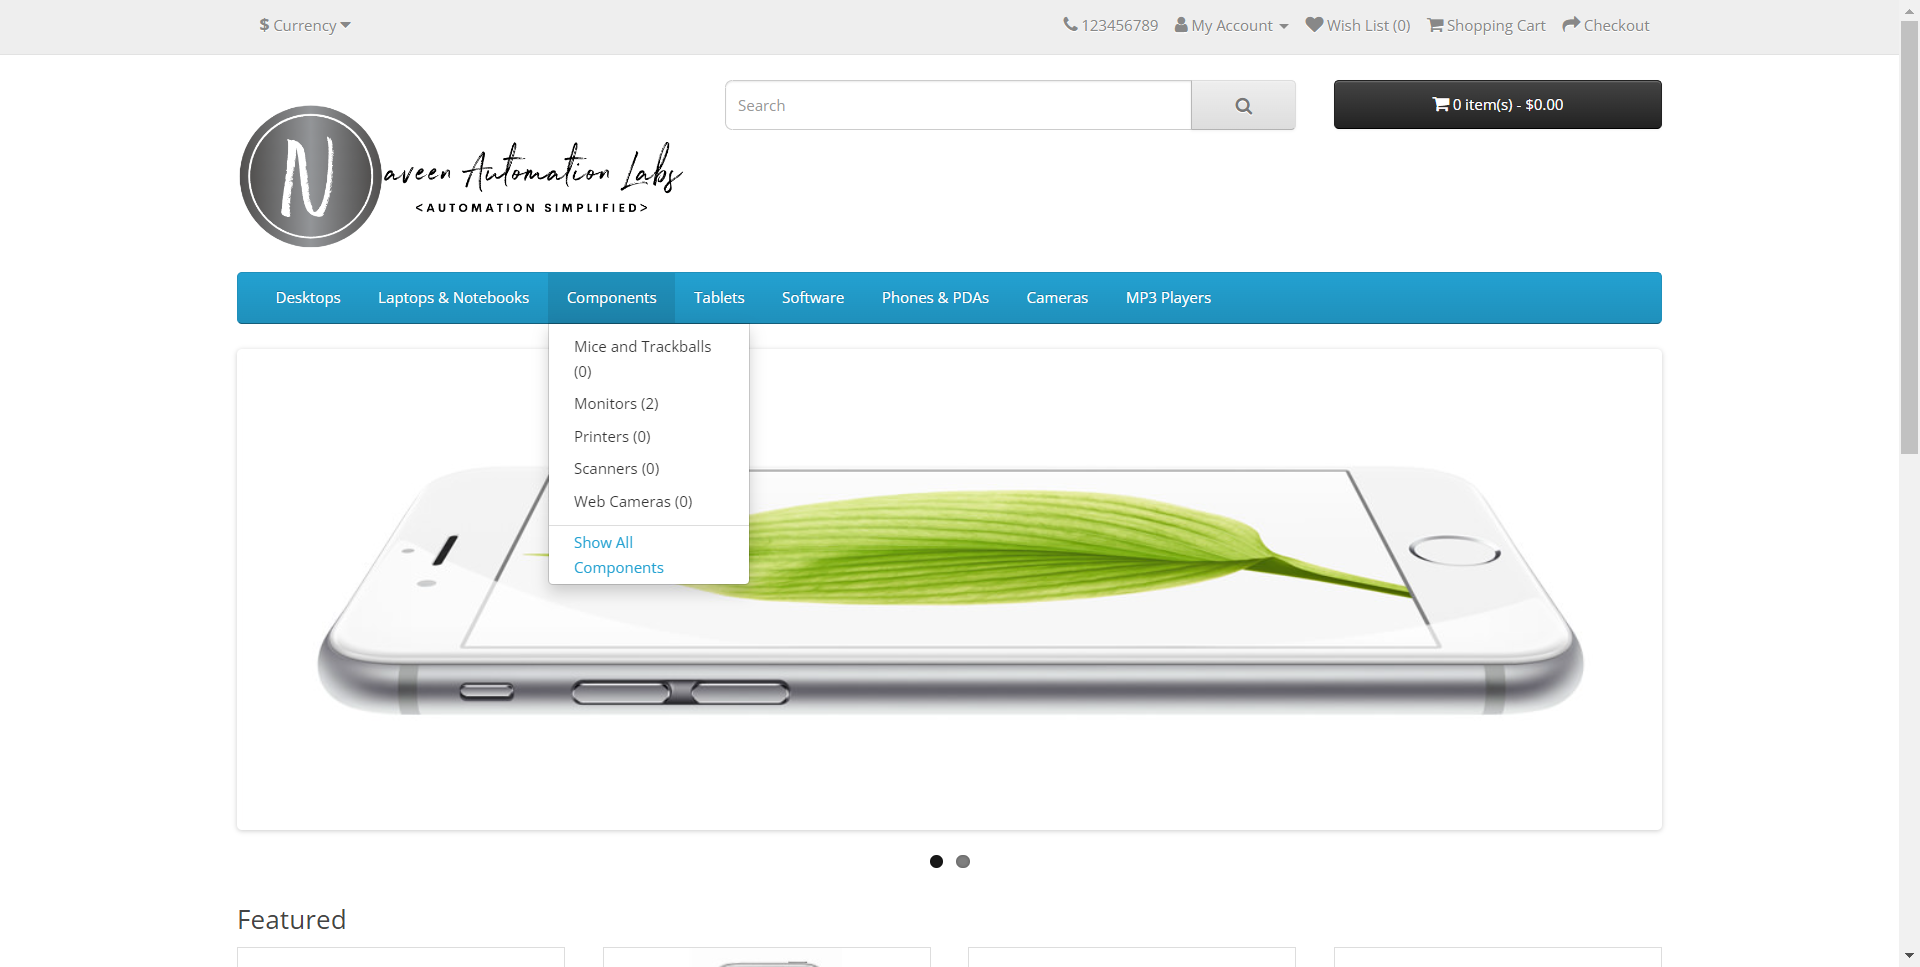 $ Currency
123456789 My Account Wish List (0) Shopping Cart Checkout
Search
0 item(s) - $0.00
N
aveen Automation Labs
<AUTOMATION SIMPLIFIED>
Desktops Laptops & Notebooks Components Tablets Software Phones & PDAs Cameras MP3 Players
Mice and Trackballs
(0)
Monitors (2)
Printers (0)
Scanners (0)
Web Cameras (0)
Show All
Components
Featured